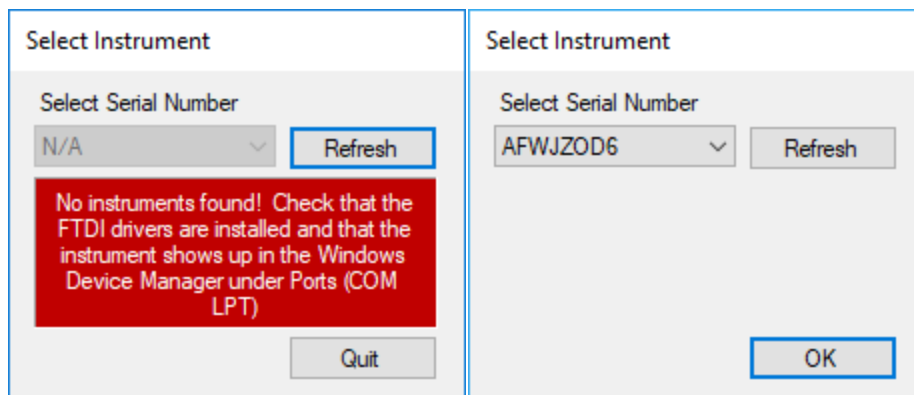 Select Instrument
Select Serial Number
N/A
Refresh
No instruments found! Check that the
FTDI drivers are installed and that the
instrument shows up in the Windows
Device Manager under Ports (COM
LPT)
Quit
Select Instrument
Select Serial Number
AFWJZOD6
Refresh
OK